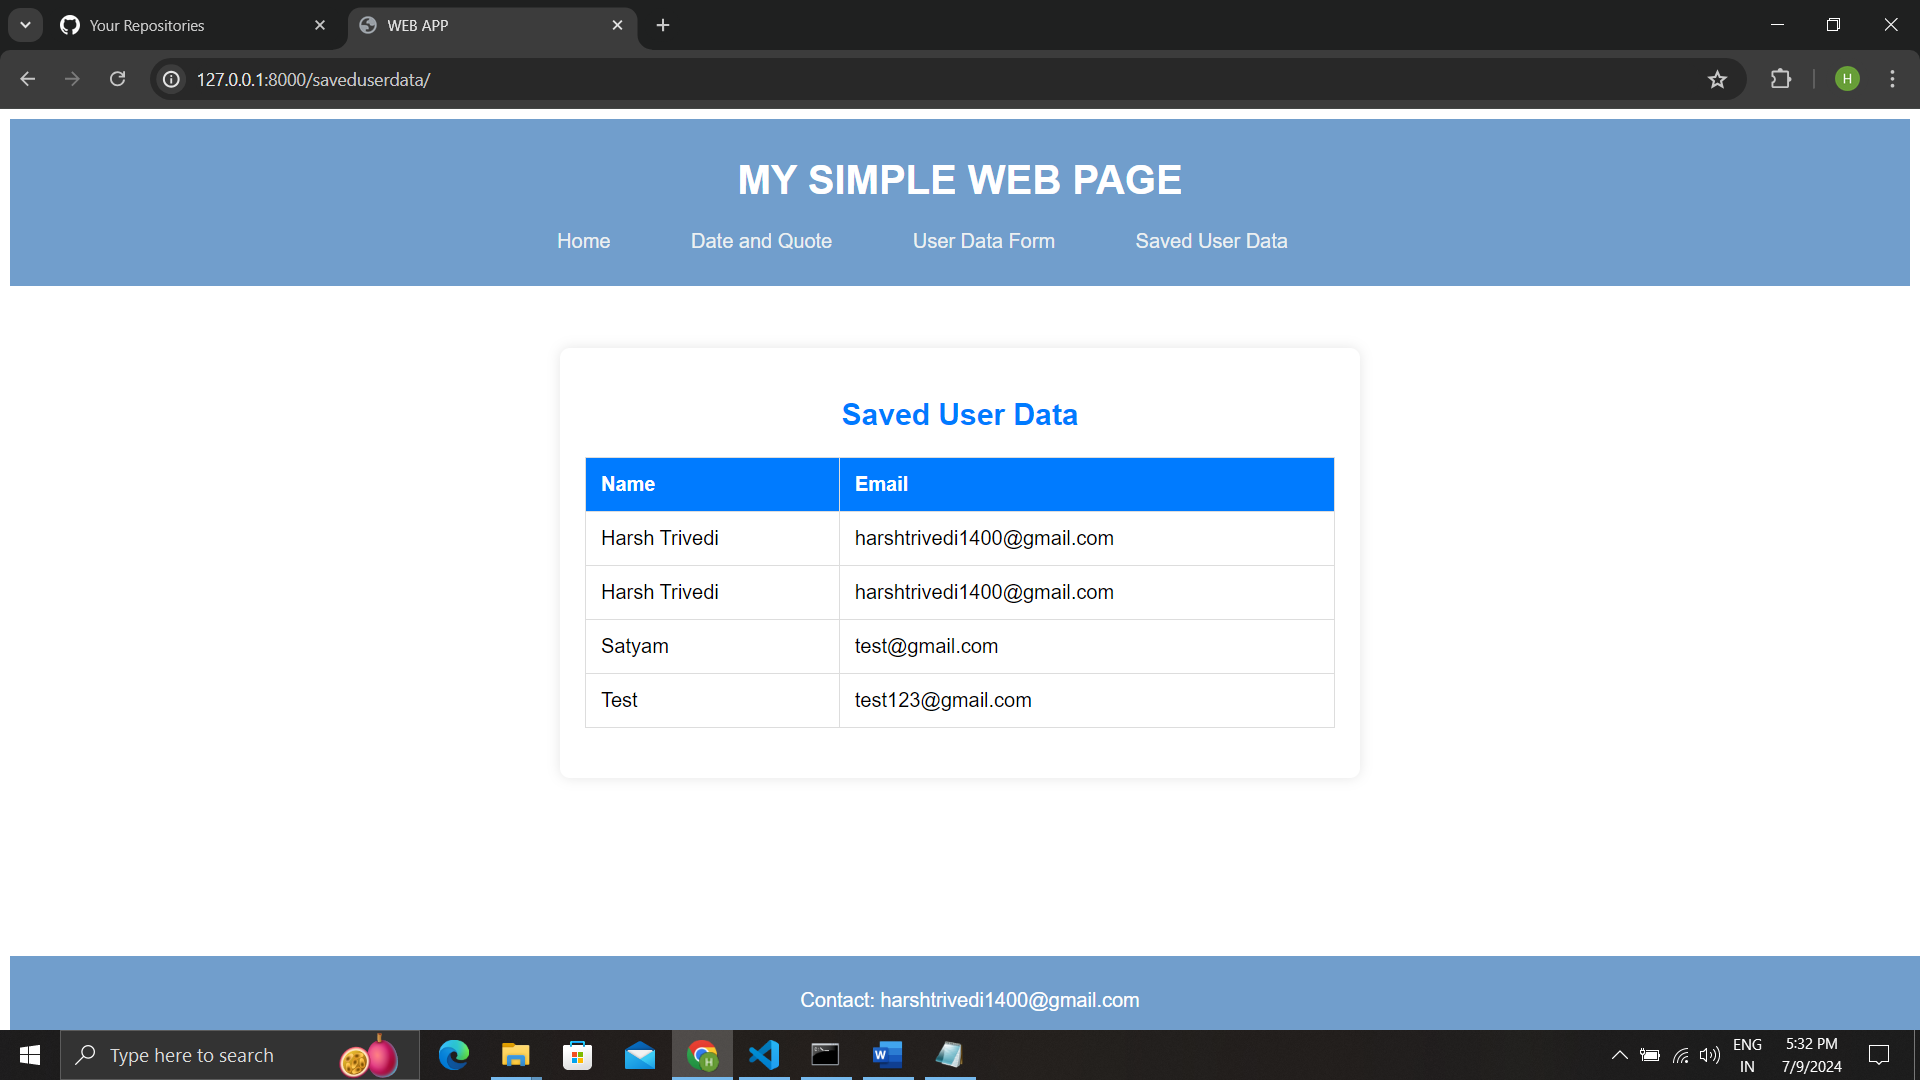 Your Repositories
WEB APP
127.0.0.1:8000/saveduserdata/
H
MY SIMPLE WEB PAGE
Home Date and Quote User Data Form Saved User Data
Saved User Data
Name Email
Harsh Trivedi harshtrivedi1400@gmail.com
Harsh Trivedi harshtrivedi1400@gmail.com
Satyam test@gmail.com
Test test123@gmail.com
Contact: harshtrivedi1400@gmail.com
Type here to search
H
W
ENG
IN
5:32 PM
7/9/2024